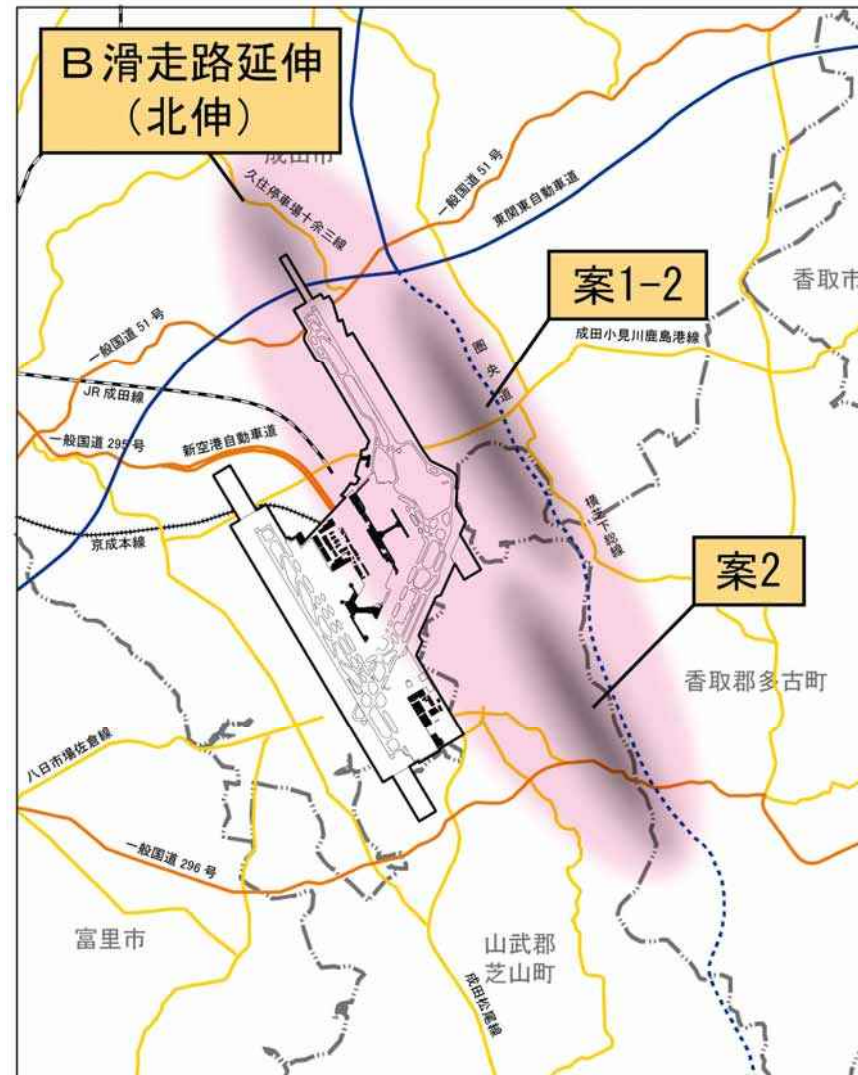 B滑走路延伸
(北伸)
成田市
久住停車場十余三線
一般国道51号
東関東自動車道
香取市
案1-2
成田小見川鹿島港線
圏央道
一般国道51号
JR成田線
一般国道295号
新空港自動車道
京成本線
横芝下総線
案2
香取郡多古町
八日市場佐倉線
一般国道296号
富里市
山武郡
芝山町
成田松尾線